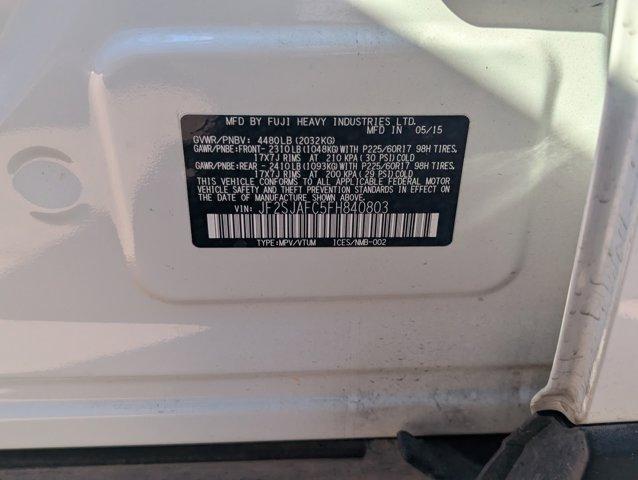 MFD BY FUJI HEAVY INDUSTRIES LTD.
MFD. IN 05/15
GVWR/PNBV: 4480LB(2032KG)
GAWR/PNBE:FRONT- 2310LB(1048KG)WITH P225/60R17 98H TIRES,
17X7J RIMS AT 210 KPA(30 PSI)COLD
GAWR/PNBE:REAR - 2410LB(1093KG)WITH P225/60R17 98H TIRES,
17X7J RIMS AT 200 KPA(29 PSI)COLD
THIS VEHICLE CONFORMS TO ALL APPLICABLE FEDERAL
MOTOR VEHICLE SAFETY AND BUMPER STANDARDS IN EFFECT
ON THE DATE OF MANUFACTURE SHOWN ABOVE.
VIN: JF2SJAFC5FH840803
TYPE:MPV/VTUM ICES/NMB-002